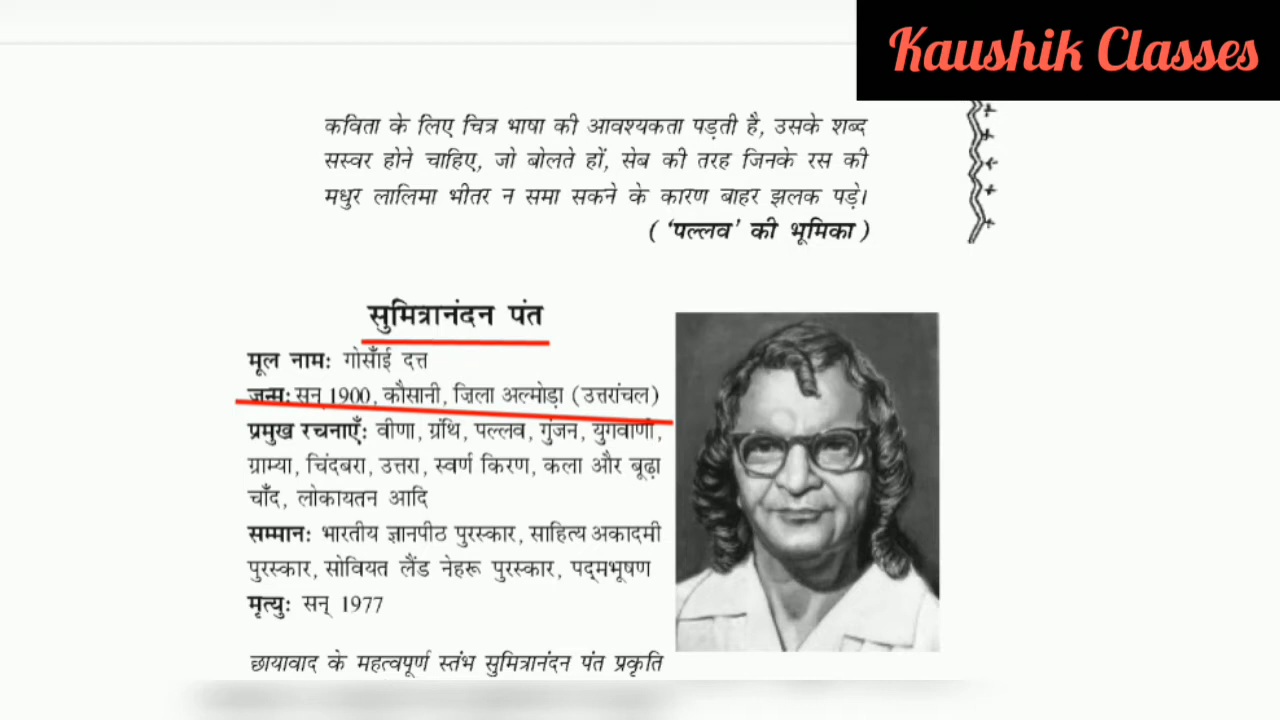 Kaushik Classes
कविता के लिए चित्र भाषा की आवश्यकता पड़ती है, उसके शब्द
सस्वर होने चाहिए, जो बोलते हों, सेब की तरह जिनके रस की
मधुर लालिमा भीतर न समा सकने के कारण बाहर झलक पड़े।
( ‘पल्लव’ की भूमिका )
सुमित्रानंदन पंत
मूल नाम: गोसाँई दत्त
जन्म: सन् 1900, कौसानी, ज़िला अल्मोड़ा (उत्तरांचल)
प्रमुख रचनाएँ: वीणा, ग्रंथि, पल्लव, गुंजन, युगवाणी,
ग्राम्या, चिंदबरा, उत्तरा, स्वर्ण किरण, कला और बूढ़ा
चाँद, लोकायतन आदि
सम्मान: भारतीय ज्ञानपीठ पुरस्कार, साहित्य अकादमी
पुरस्कार, सोवियत लैंड नेहरू पुरस्कार, पद्मभूषण
मृत्यु: सन् 1977
छायावाद के महत्वपूर्ण स्तंभ सुमित्रानंदन पंत प्रकृति